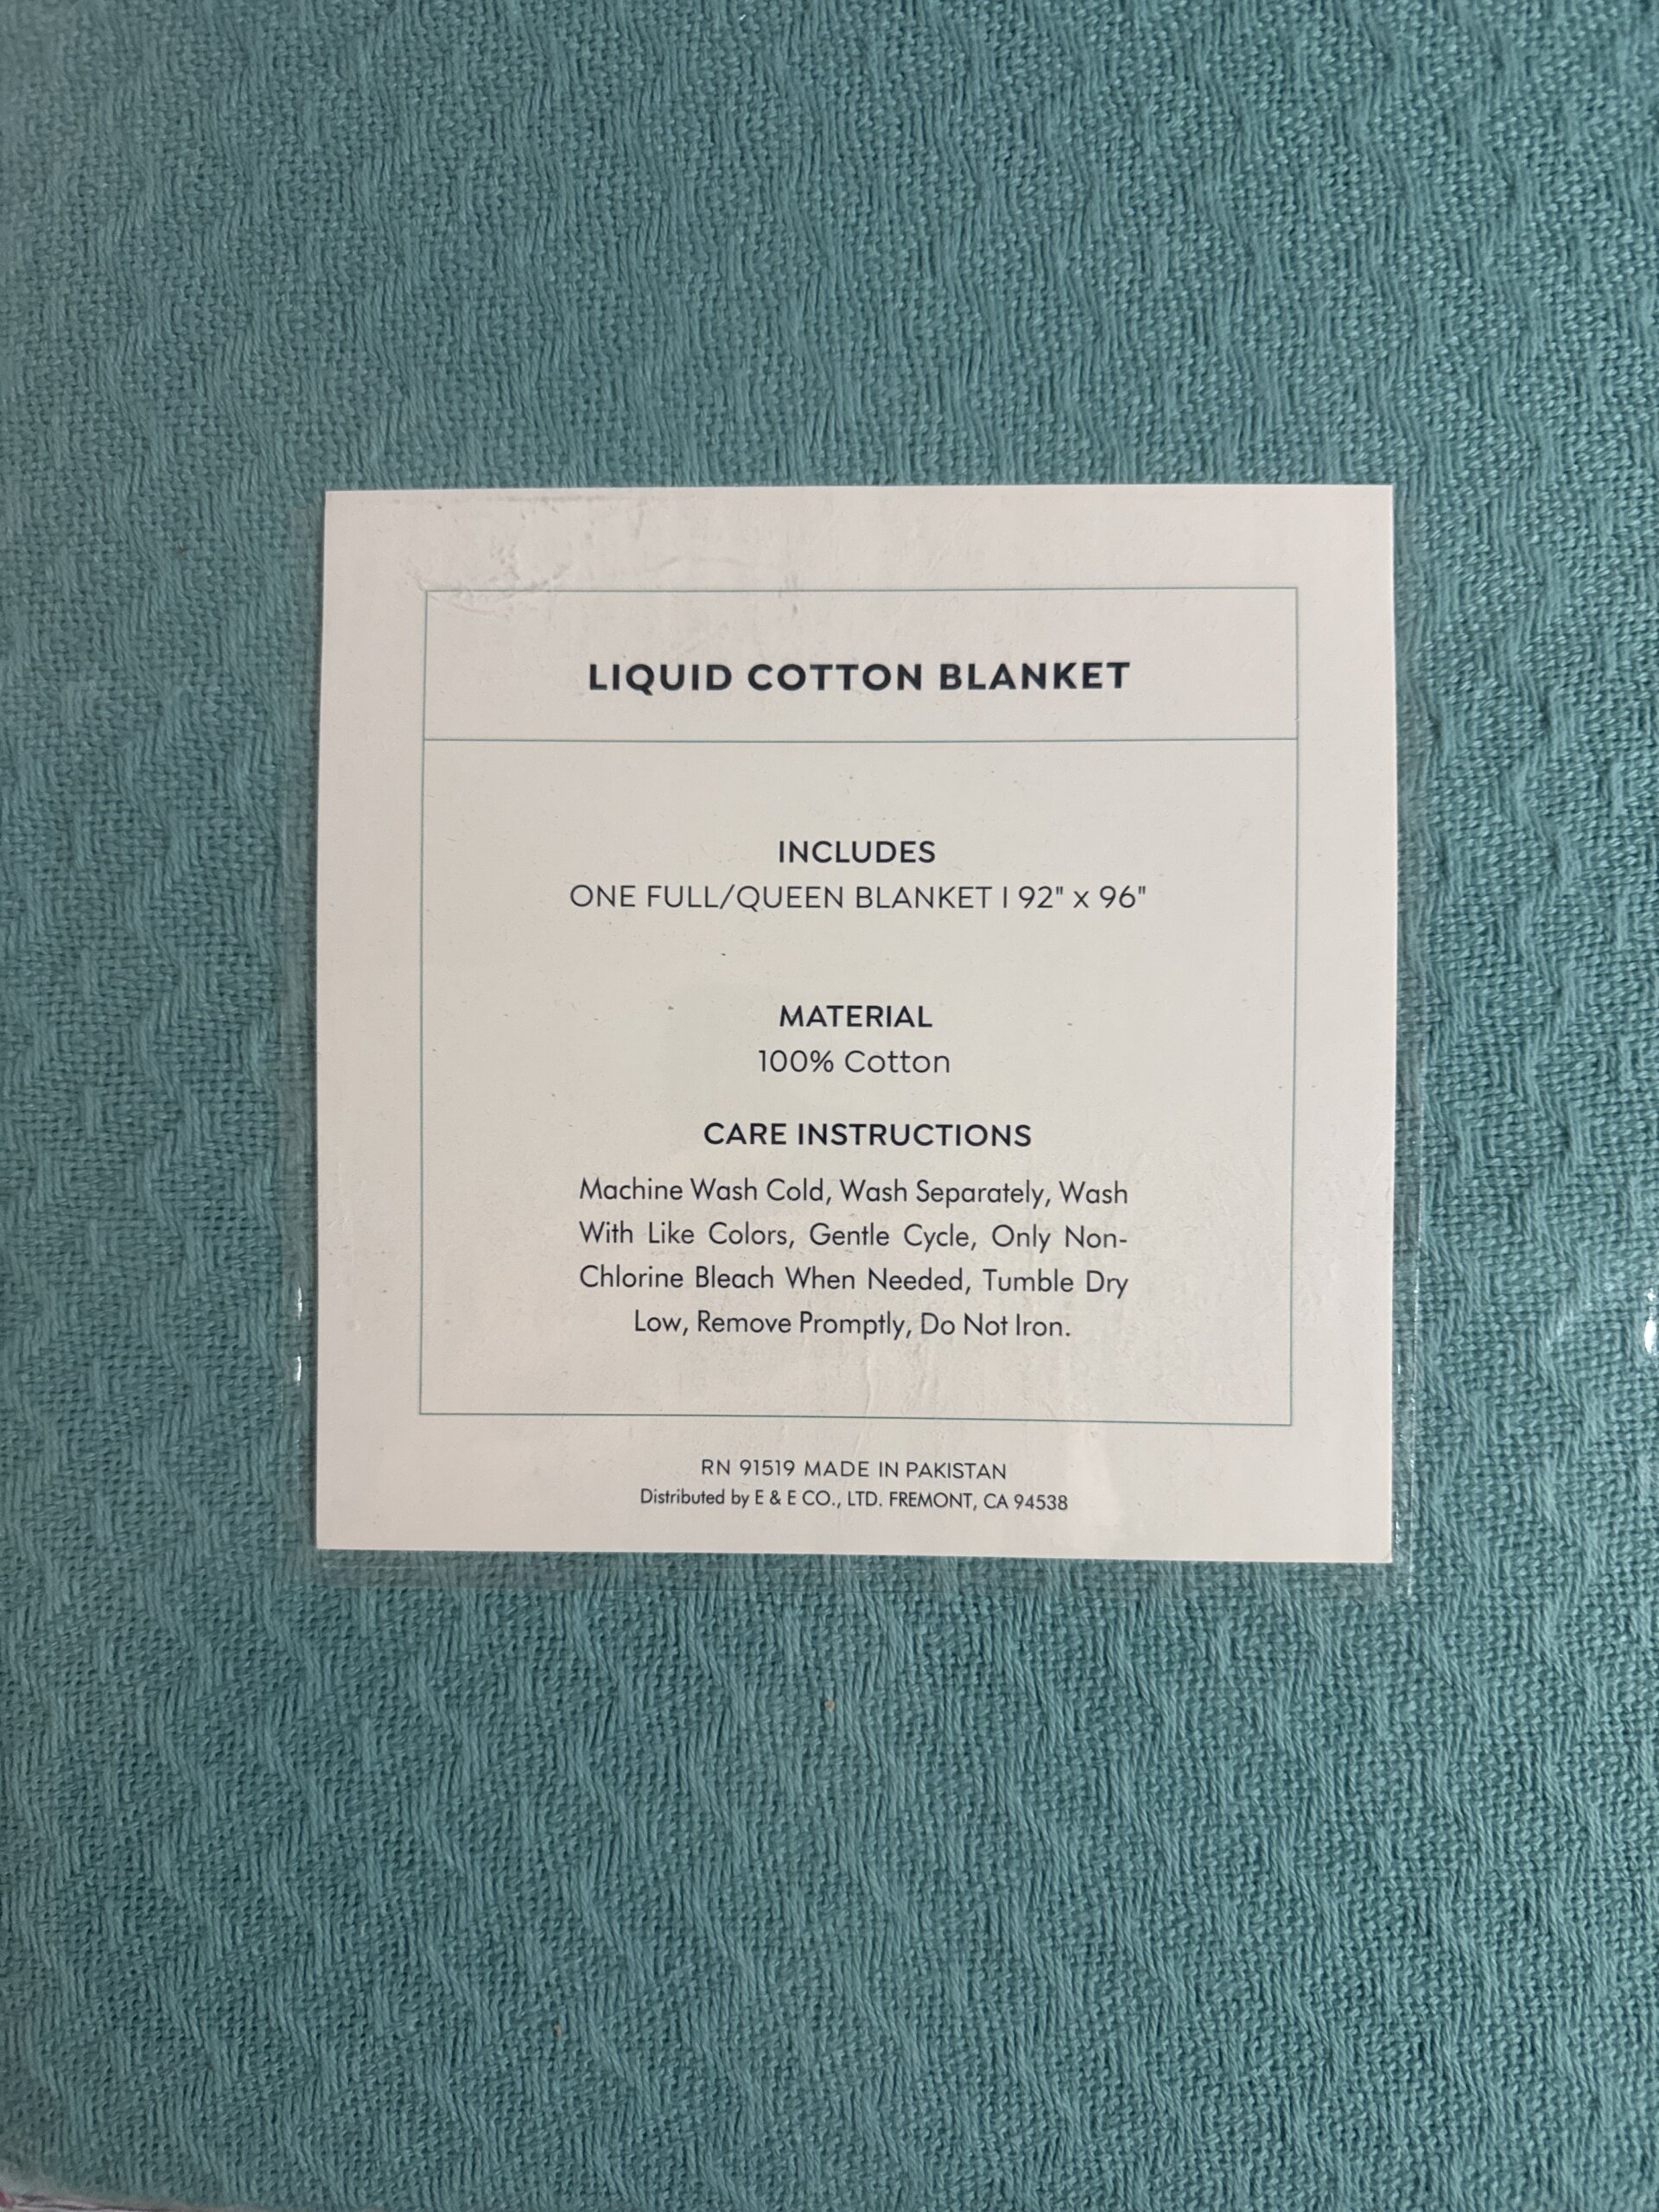 LIQUID COTTON BLANKET
INCLUDES
ONE FULL/QUEEN BLANKET I 92" x 96"
MATERIAL
100% Cotton
CARE INSTRUCTIONS
Machine Wash Cold, Wash Separately, Wash
With Like Colors, Gentle Cycle, Only Non-
Chlorine Bleach When Needed, Tumble Dry
Low, Remove Promptly, Do Not Iron.
RN 91519 MADE IN PAKISTAN
Distributed by E & E CO., LTD. FREMONT, CA 94538